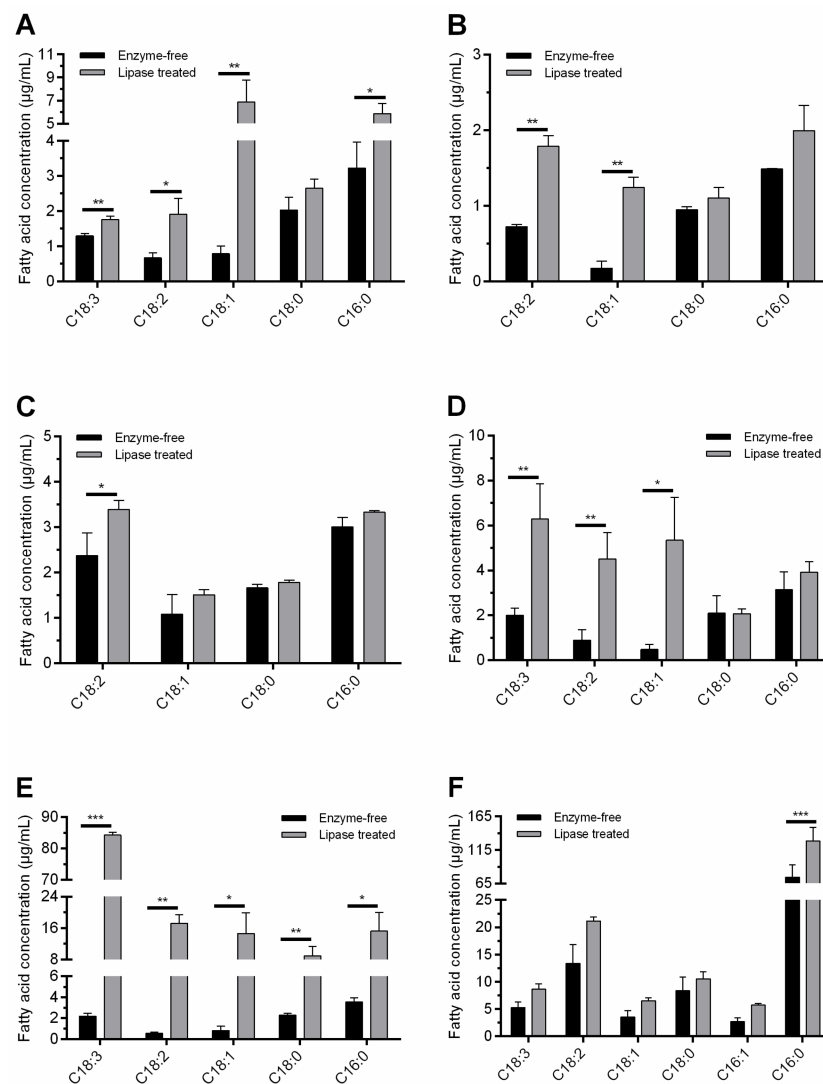 A
Fatty acid concentration (µg/mL)
Enzyme-free
Lipase treated
11
9
7
5
4
3
2
1
0
**
*
**
*
C18:3
C18:2
C18:1
C18:0
C16:0
B
Fatty acid concentration (µg/mL)
Enzyme-free
Lipase treated
3
2
1
0
**
**
C18:2
C18:1
C18:0
C16:0
C
Fatty acid concentration (µg/mL)
Enzyme-free
Lipase treated
5
4
3
2
1
0
*
C18:2
C18:1
C18:0
C16:0
D
Fatty acid concentration (µg/mL)
Enzyme-free
Lipase treated
10
8
6
4
2
0
**
**
*
C18:3
C18:2
C18:1
C18:0
C16:0
E
Fatty acid concentration (µg/mL)
Enzyme-free
Lipase treated
90
80
70
24
16
8
6
4
2
0
***
**
*
**
*
C18:3
C18:2
C18:1
C18:0
C16:0
F
Fatty acid concentration (µg/mL)
Enzyme-free
Lipase treated
165
115
65
25
20
15
10
5
0
***
C18:3
C18:2
C18:1
C18:0
C16:1
C16:0